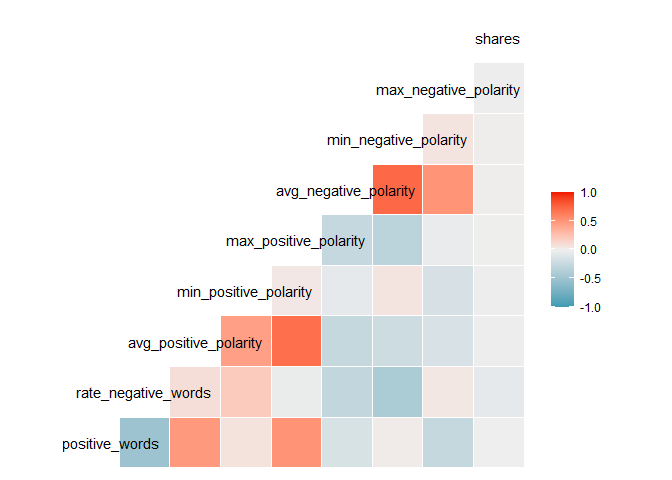 shares
max_negative_polarity
min_negative_polarity
avg_negative_polarity
max_positive_polarity
min_positive_polarity
avg_positive_polarity
rate_negative_words
positive_words
1.0
0.5
0.0
-0.5
-1.0